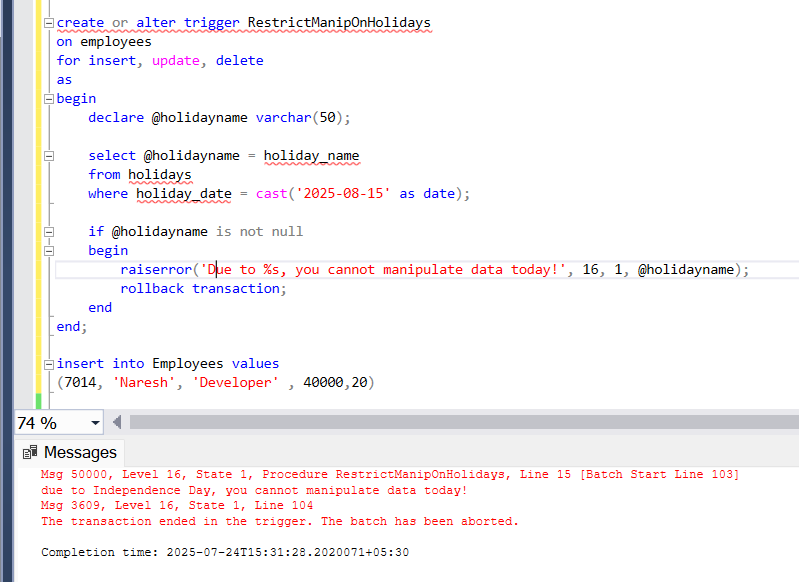 create or alter trigger RestrictManipOnHolidays
on employees
for insert, update, delete
as
begin
declare @holidayname varchar(50);
select @holidayname = holiday_name
from holidays
where holiday_date = cast('2025-08-15' as date);
if @holidayname is not null
begin
raiserror('Due to %s, you cannot manipulate data today!', 16, 1, @holidayname);
rollback transaction;
end
end;
insert into Employees values
(7014, 'Naresh', 'Developer' , 40000,20)
74 %
Messages
Msg 50000, Level 16, State 1, Procedure RestrictManipOnHolidays, Line 15 [Batch Start Line 103]
due to Independence Day, you cannot manipulate data today!
Msg 3609, Level 16, State 1, Line 104
The transaction ended in the trigger. The batch has been aborted.
Completion time: 2025-07-24T15:31:28.2020071+05:30